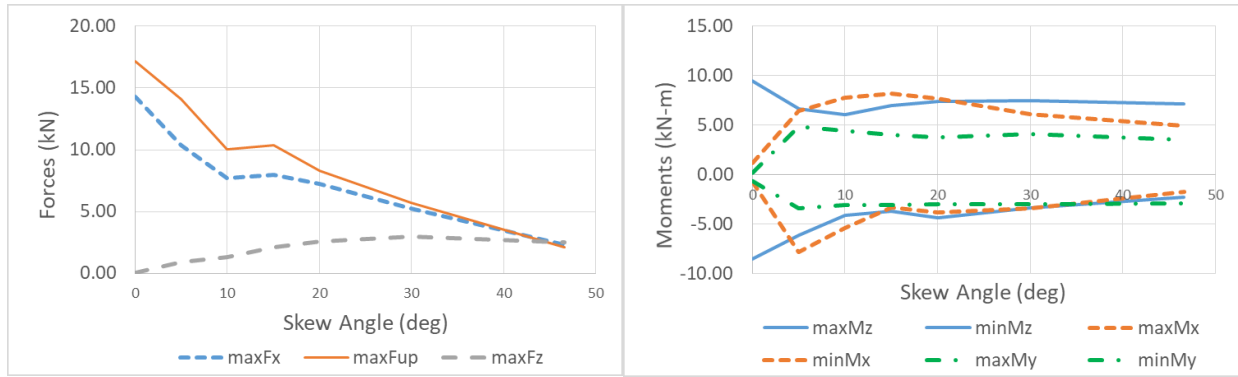 20.00
15.00
10.00
5.00
0.00
Forces (kN)
0 10 20 30 40 50
Skew Angle (deg)
maxFx maxFup maxFz
15.00
10.00
5.00
0.00
-5.00
-10.00
Moments (kN-m)
0 10 20 30 40 50
Skew Angle (deg)
maxMz minMz maxMx
minMx maxMy minMy